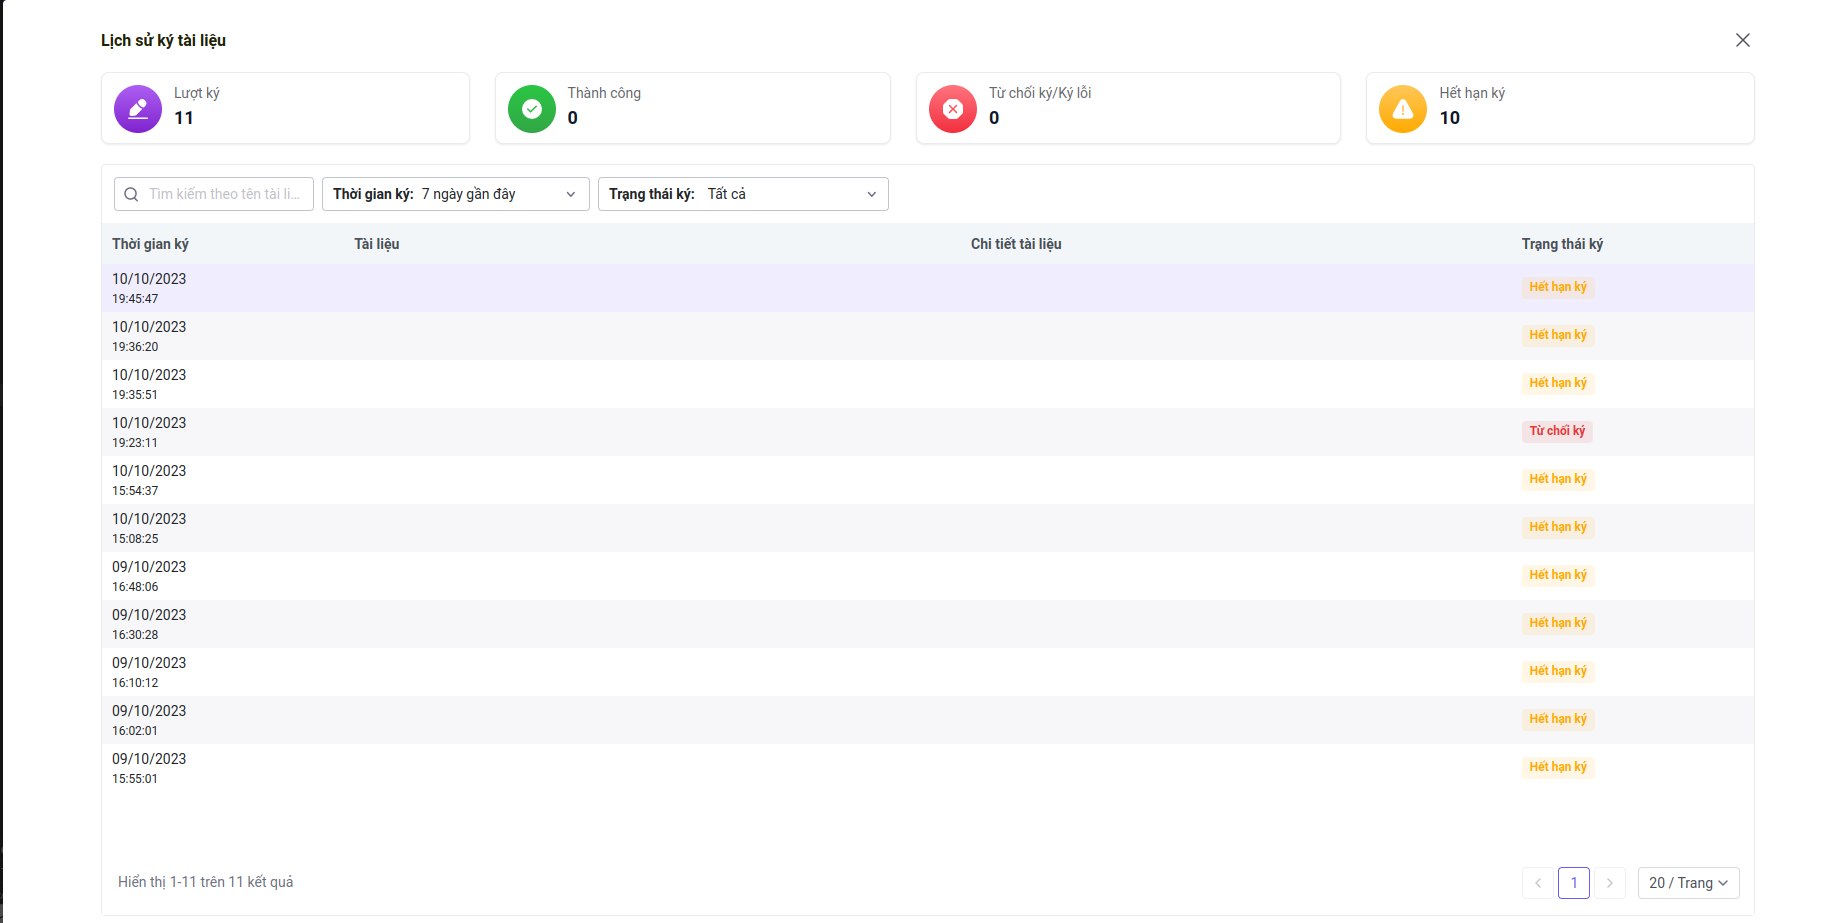 Lịch sử ký tài liệu
Lượt ký
11
Thành công
0
Từ chối ký/Ký lỗi
0
Hết hạn ký
10
Tìm kiếm theo tên tài li...
Thời gian ký: 7 ngày gần đây
Trạng thái ký: Tất cả
Thời gian ký Tài liệu Chi tiết tài liệu Trạng thái ký
10/10/2023
19:45:47
Hết hạn ký
10/10/2023
19:36:20
Hết hạn ký
10/10/2023
19:35:51
Hết hạn ký
10/10/2023
19:23:11
Từ chối ký
10/10/2023
15:54:37
Hết hạn ký
10/10/2023
15:08:25
Hết hạn ký
09/10/2023
16:48:06
Hết hạn ký
09/10/2023
16:30:28
Hết hạn ký
09/10/2023
16:10:12
Hết hạn ký
09/10/2023
16:02:01
Hết hạn ký
09/10/2023
15:55:01
Hết hạn ký
Hiển thị 1-11 trên 11 kết quả
1
20 / Trang